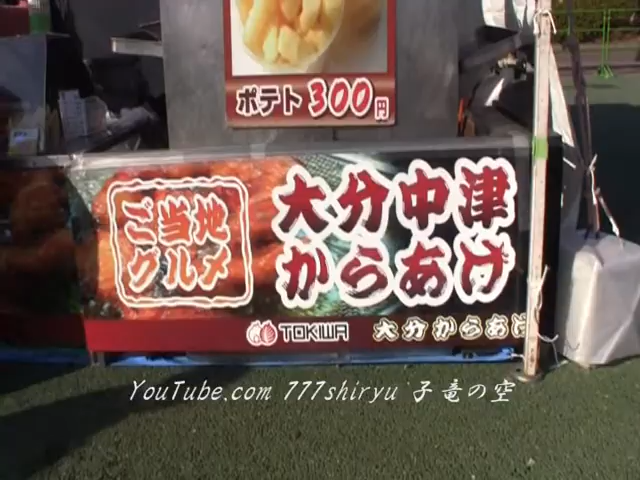 ポテト 300円
ご当地
グルメ
大分中津
からあげ
TOKIWA 大分からあげ
YouTube.com 777shiryu 子竜の空